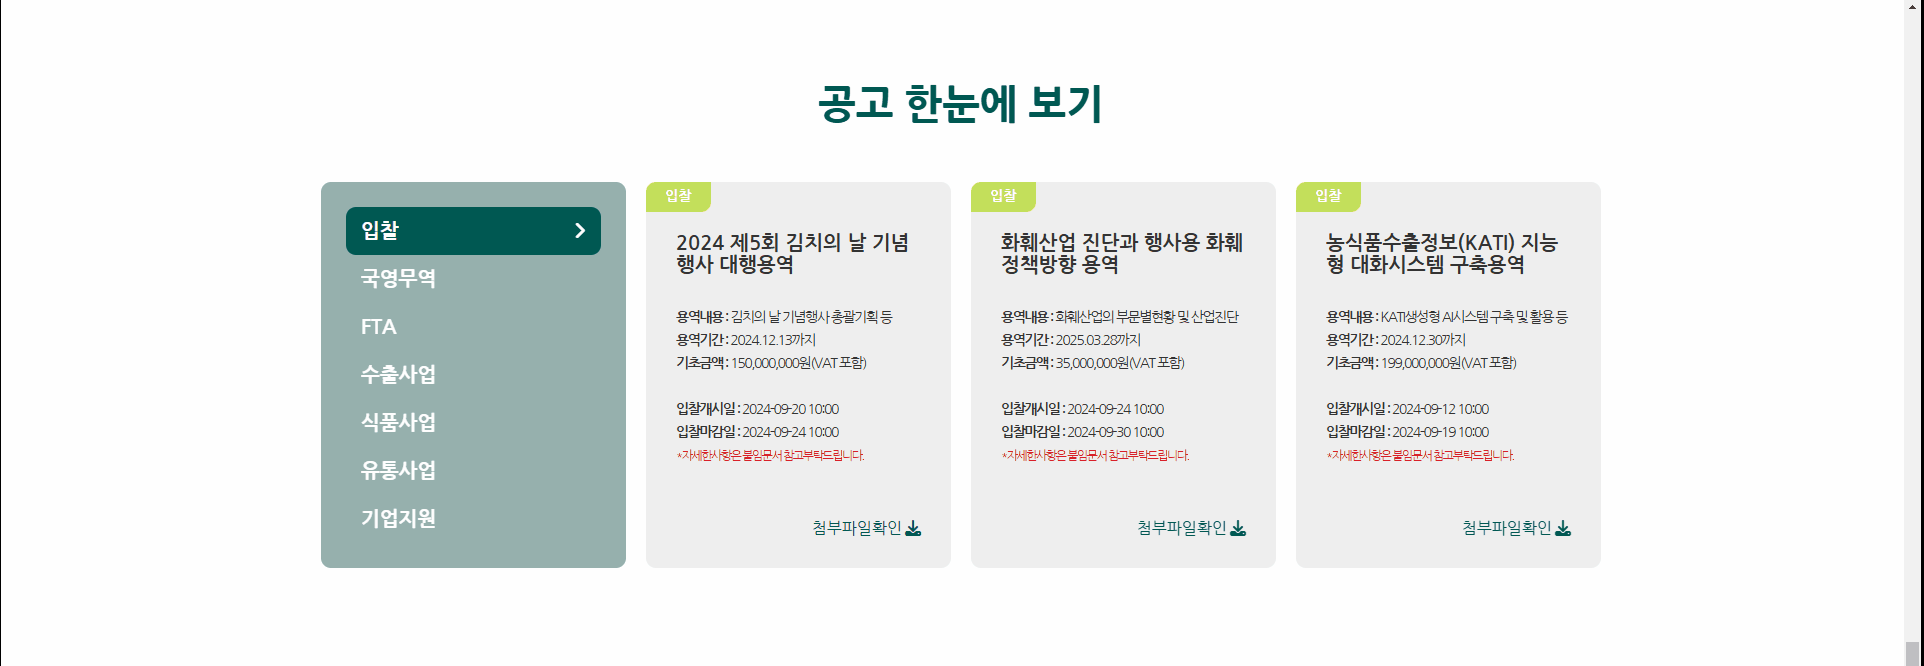 공고 한눈에 보기
입찰
국영무역
FTA
수출사업
식품사업
유통사업
기업지원
입찰
2024 제5회 김치의 날 기념
행사 대행용역
용역내용 : 김치의 날 기념행사 총괄기획 등
용역기간 : 2024.12.13까지
기초금액 : 150,000,000원(VAT 포함)
입찰개시일 : 2024-09-20 10:00
입찰마감일 : 2024-09-24 10:00
*자세한사항은 붙임문서 참고부탁드립니다.
첨부파일확인
입찰
화훼산업 진단과 행사용 화훼
정책방향 용역
용역내용 : 화훼산업의 부문별현황 및 산업진단
용역기간 : 2025.03.28까지
기초금액 : 35,000,000원(VAT 포함)
입찰개시일 : 2024-09-24 10:00
입찰마감일 : 2024-09-30 10:00
*자세한사항은 붙임문서 참고부탁드립니다.
첨부파일확인
입찰
농식품수출정보(KATI) 지능
형 대화시스템 구축용역
용역내용 : KATI생성형 AI시스템 구축 및 활용 등
용역기간 : 2024.12.30까지
기초금액 : 199,000,000원(VAT 포함)
입찰개시일 : 2024-09-12 10:00
입찰마감일 : 2024-09-19 10:00
*자세한사항은 붙임문서 참고부탁드립니다.
첨부파일확인